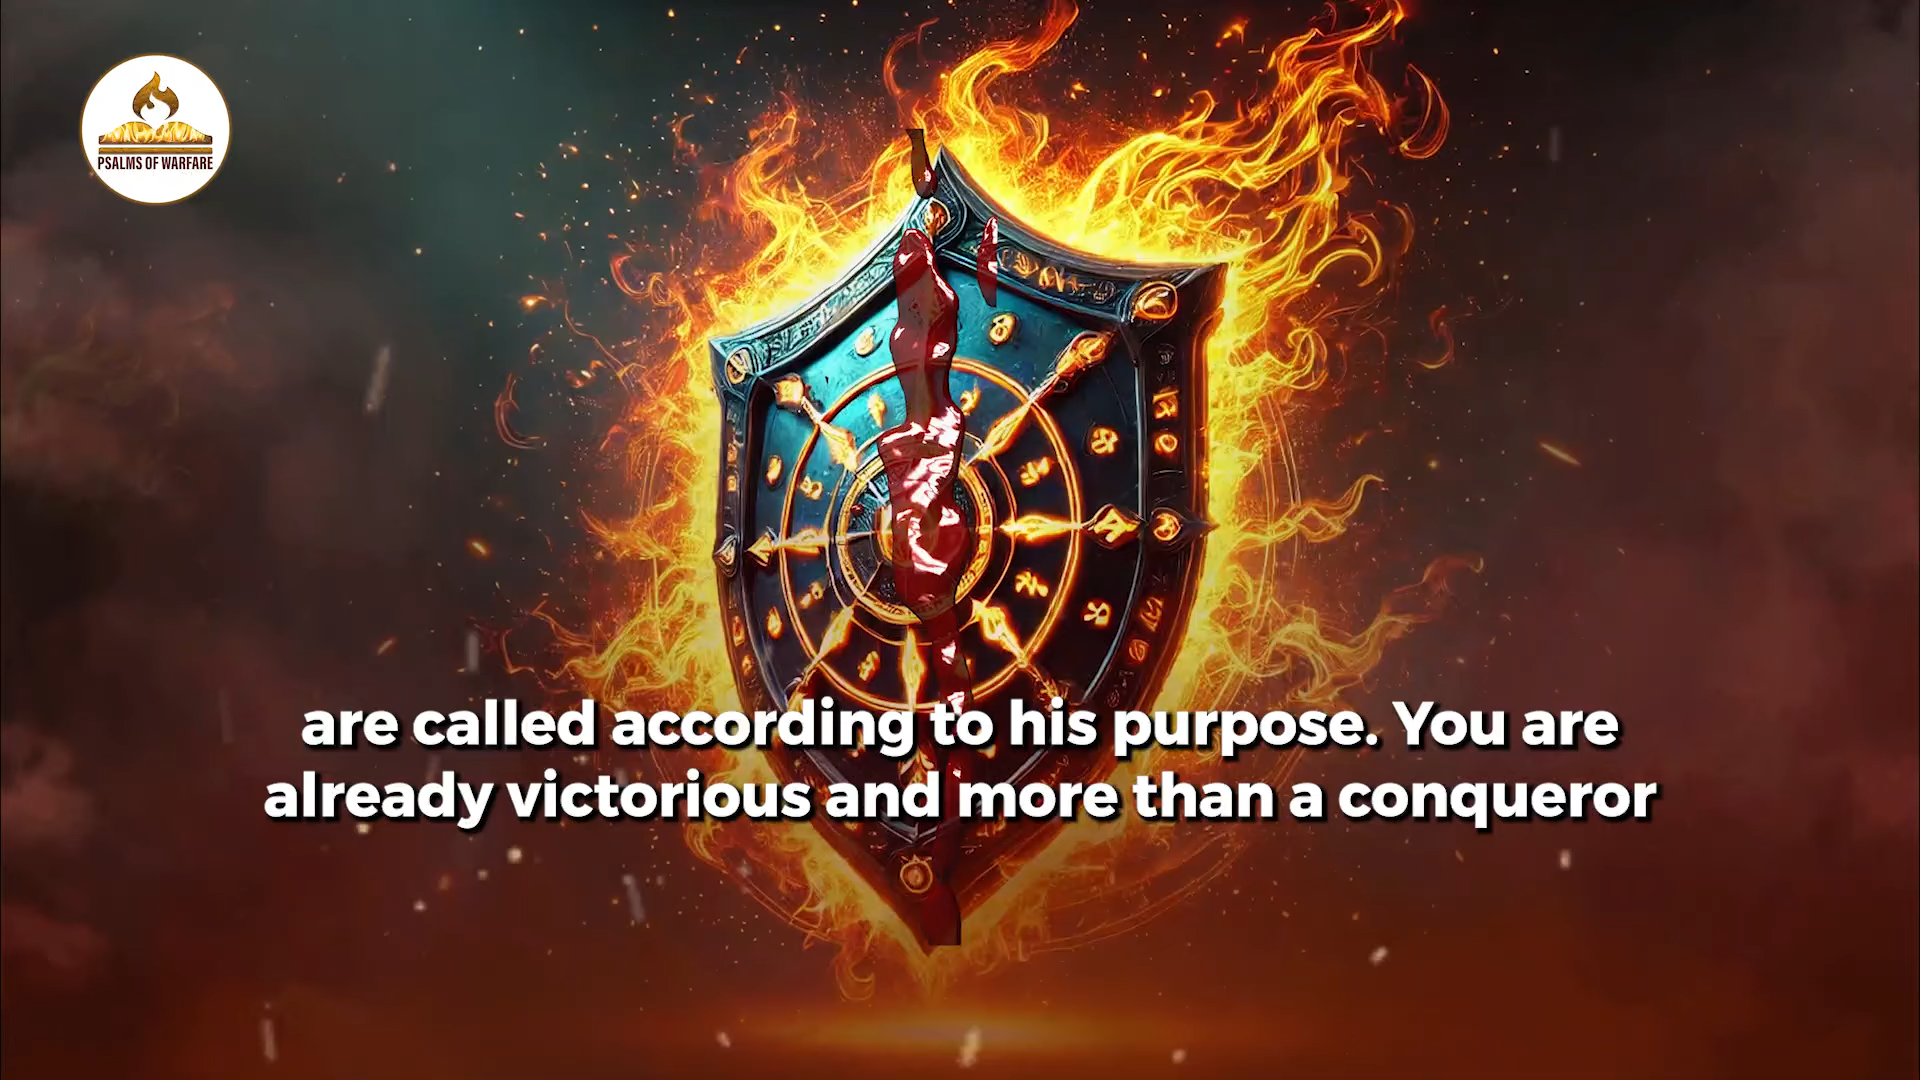 PSALMS OF WARFARE
are called according to his purpose. You are
already victorious and more than a conqueror